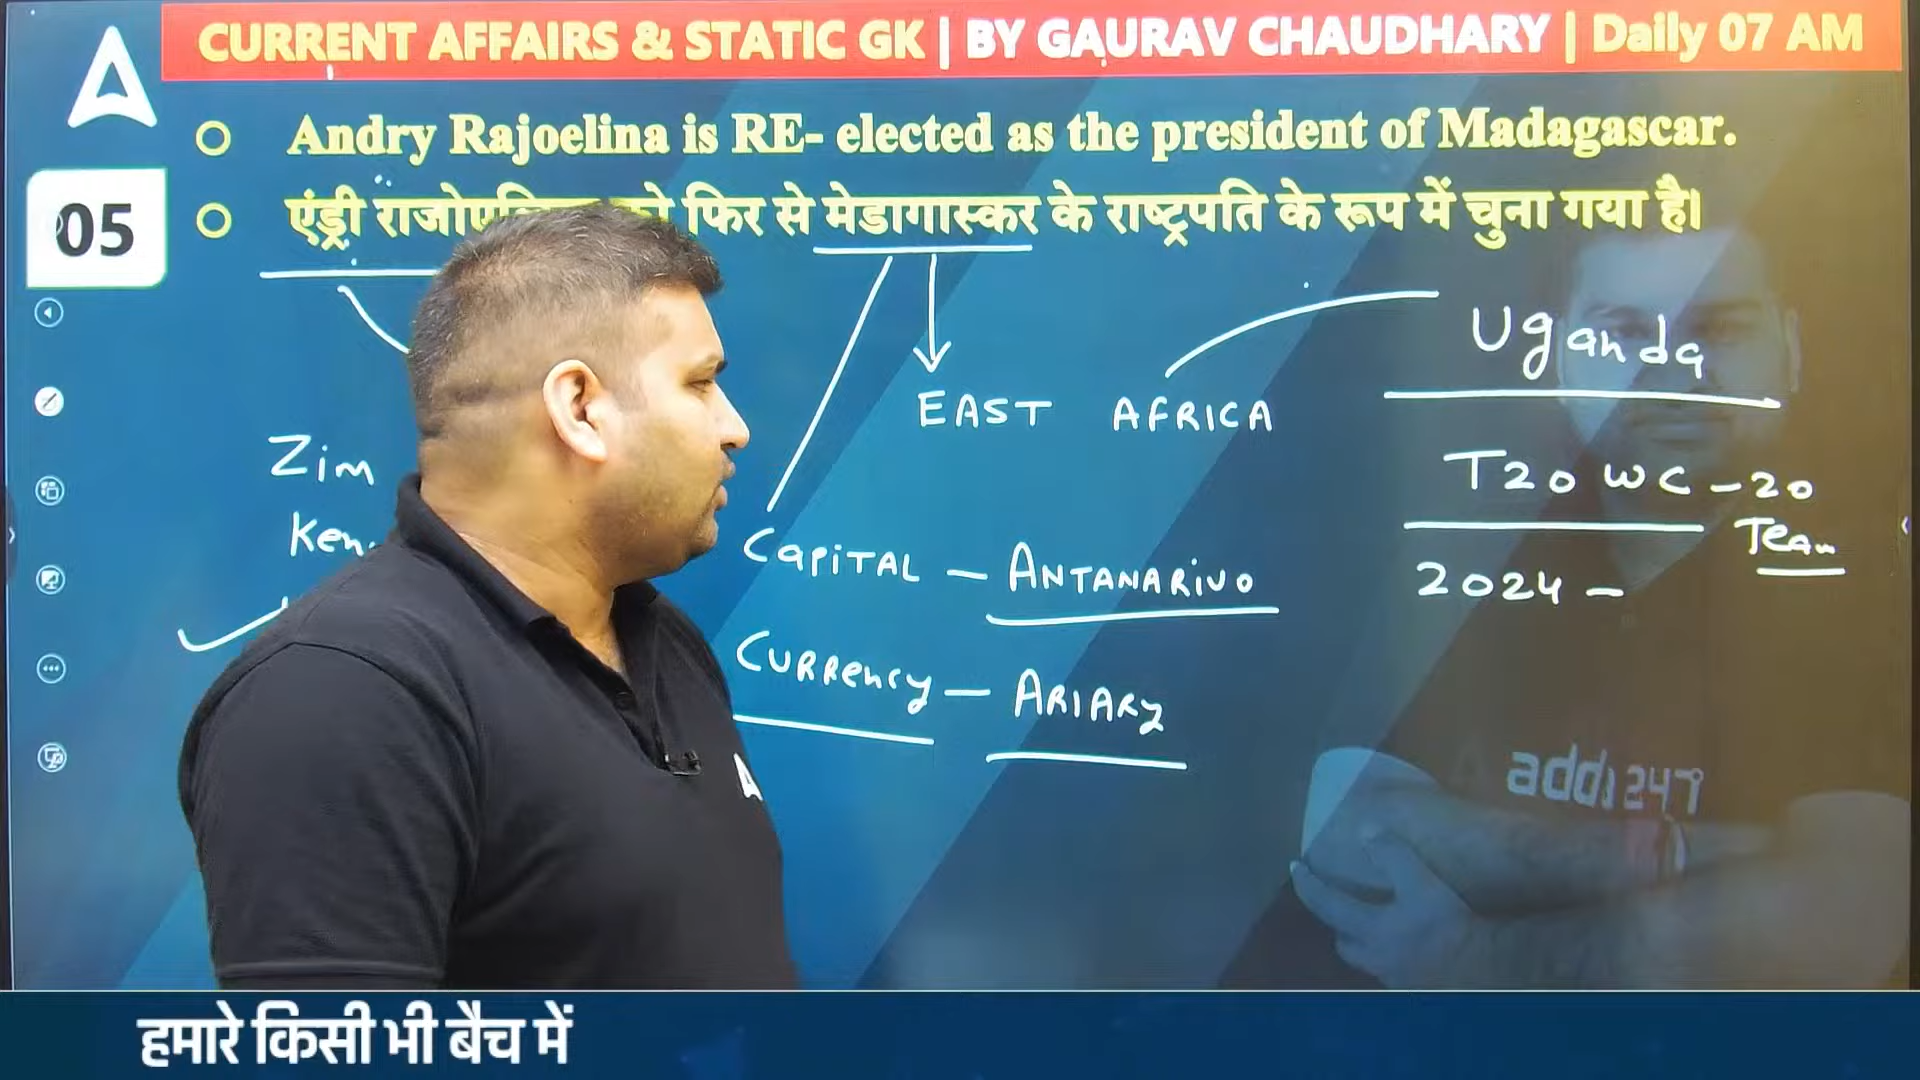 CURRENT AFFAIRS & STATIC GK | BY GAURAV CHAUDHARY | Daily 07 AM
Andry Rajoelina is RE- elected as the president of Madagascar.
05
एंड्री फिर से मेडागास्कर के राष्ट्रपति के रूप में चुना गया है।
Uganda
EAST AFRICA
Zim
T20 WC - 20
Team
Ken
CAPITAL - ANTANARIVO
2024 -
CURRENCY - ARIARY
adda247
हमारे किसी भी बैच में